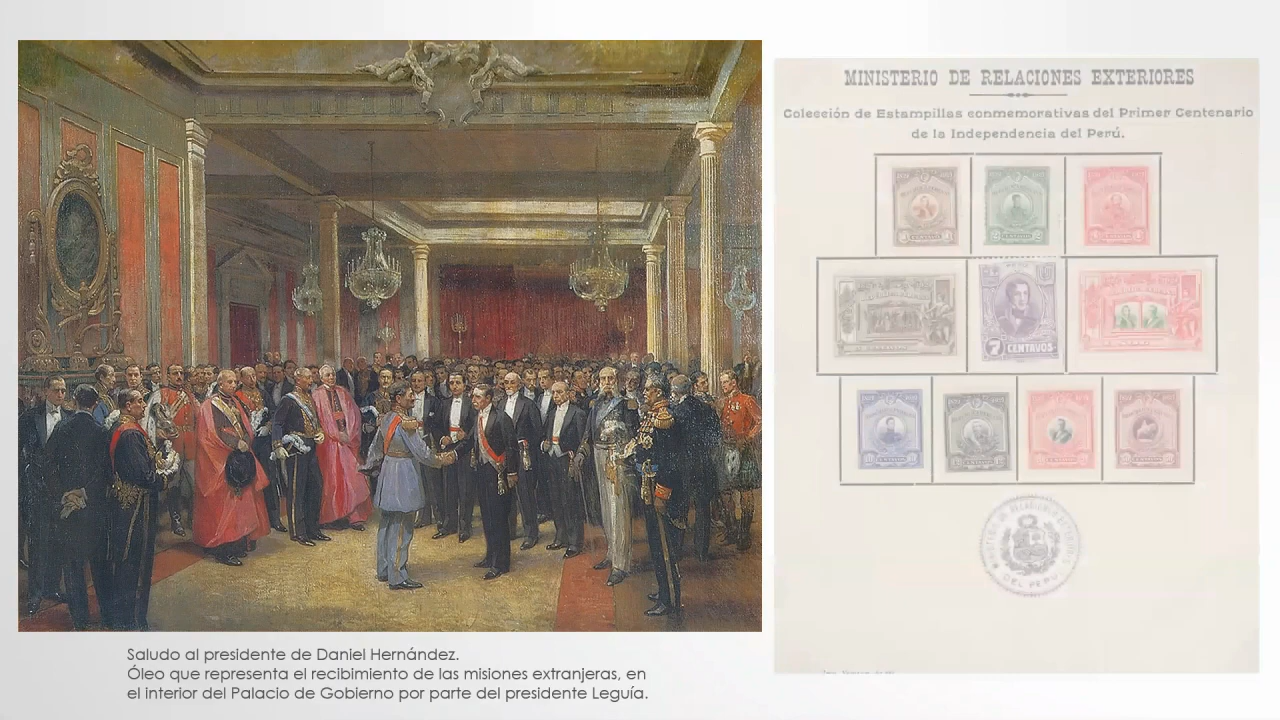 MINISTERIO DE RELACIONES EXTERIORES
Colección de Estampillas conmemorativas del Primer Centenario
de la Independencia del Perú.
7
CENTAVOS
DEL PERU
Saludo al presidente de Daniel Hernández.
Óleo que representa el recibimiento de las misiones extranjeras, en
el interior del Palacio de Gobierno por parte del presidente Leguía.